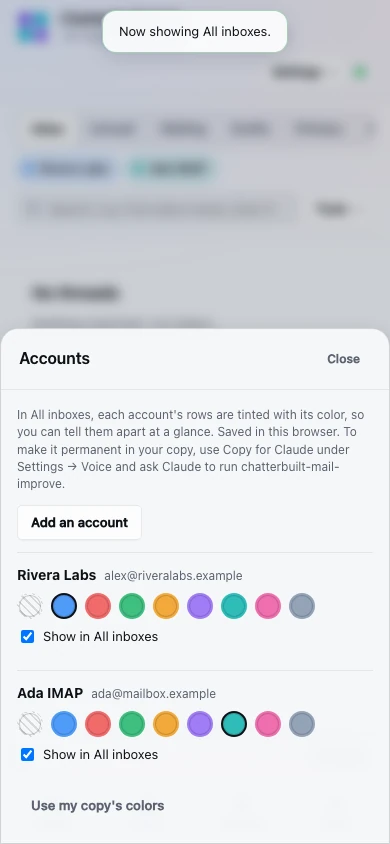 Now showing All inboxes.
Settings
No threads
Accounts
Close
In All inboxes, each account's rows are tinted with its color, so
you can tell them apart at a glance. Saved in this browser. To
make it permanent in your copy, use Copy for Claude under
Settings → Voice and ask Claude to run chatterbuilt-mail-
improve.
Add an account
Rivera Labs alex@riveralabs.example
Show in All inboxes
Ada IMAP ada@mailbox.example
Show in All inboxes
Use my copy's colors